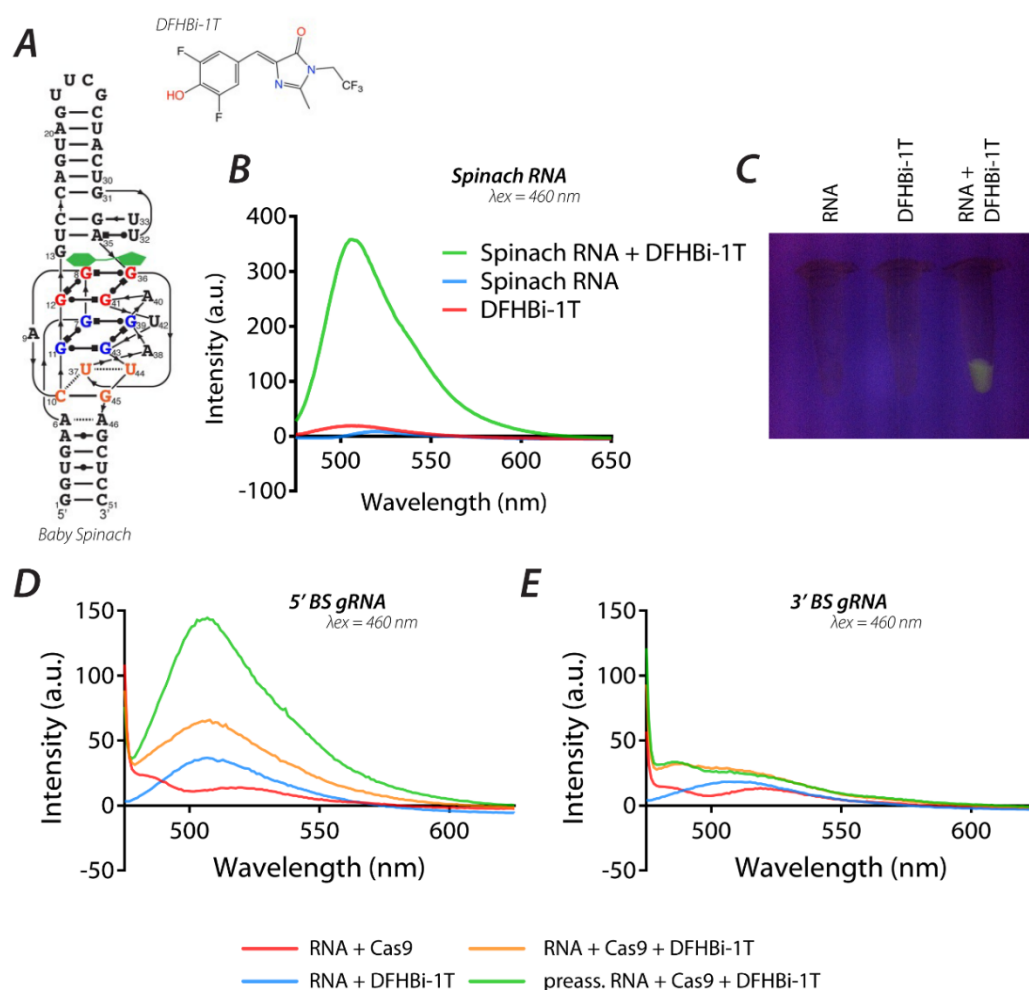 A
DFHBi-1T
F
HO
F
O
N
N
CF3
U C
U G
G C
U U
20 A A
G C
A U
C G
C 31
U G U 33
G A U 32
13 35
G
8 G G 36
12 G G 41 A 40
A 9 G G 39 U 42
11 G G 43 A 38
37 U U 44
10 C G 45
6 A A 46
A G
G C
U U
G C
1 G C 51
5' 3'
Baby Spinach
B
Spinach RNA
λex = 460 nm
Spinach RNA + DFHBi-1T
Spinach RNA
DFHBi-1T
Intensity (a.u.)
400
300
200
100
0
-100
500 550 600 650
Wavelength (nm)
C
RNA
DFHBi-1T
RNA +
DFHBi-1T
D
5' BS gRNA
λex = 460 nm
Intensity (a.u.)
150
100
50
0
-50
500 550 600
Wavelength (nm)
E
3' BS gRNA
λex = 460 nm
Intensity (a.u.)
150
100
50
0
-50
500 550 600
Wavelength (nm)
RNA + Cas9
RNA + Cas9 + DFHBi-1T
RNA + DFHBi-1T
preass. RNA + Cas9 + DFHBi-1T